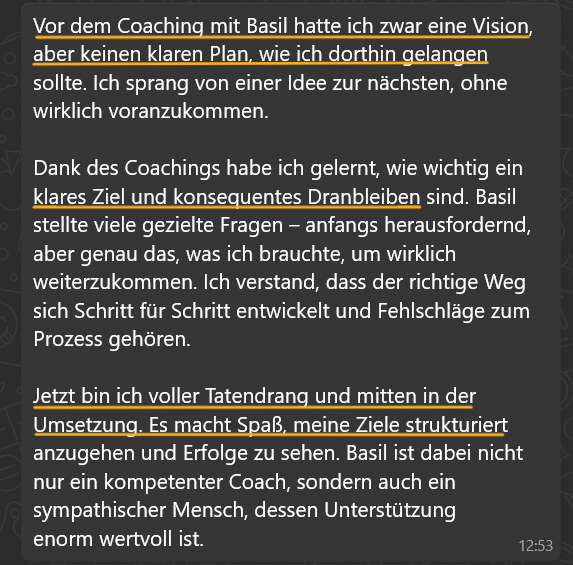 Vor dem Coaching mit Basil hatte ich zwar eine Vision,
aber keinen klaren Plan, wie ich dorthin gelangen
sollte. Ich sprang von einer Idee zur nächsten, ohne
wirklich voranzukommen.
Dank des Coachings habe ich gelernt, wie wichtig ein
klares Ziel und konsequentes Dranbleiben sind. Basil
stellte viele gezielte Fragen – anfangs herausfordernd,
aber genau das, was ich brauchte, um wirklich
weiterzukommen. Ich verstand, dass der richtige Weg
sich Schritt für Schritt entwickelt und Fehlschläge zum
Prozess gehören.
Jetzt bin ich voller Tatendrang und mitten in der
Umsetzung. Es macht Spaß, meine Ziele strukturiert
anzugehen und Erfolge zu sehen. Basil ist dabei nicht
nur ein kompetenter Coach, sondern auch ein
sympathischer Mensch, dessen Unterstützung
enorm wertvoll ist.
12:53